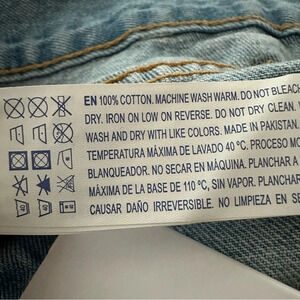 EN 100% COTTON. MACHINE WASH WARM. DO NOT BLEACH
DRY. IRON ON LOW ON REVERSE. DO NOT DRY CLEAN.
WASH AND DRY WITH LIKE COLORS. MADE IN PAKISTAN.
TEMPERATURA MÁXIMA DE LAVADO 40 °C. PROCESO MO
BLANQUEADOR. NO SECAR EN MÁQUINA. PLANCHAR A
MÁXIMA DE LA BASE DE 110 °C, SIN VAPOR. PLANCHAR
CAUSAR DAÑO IRREVERSIBLE. NO LIMPIEZA EN SE